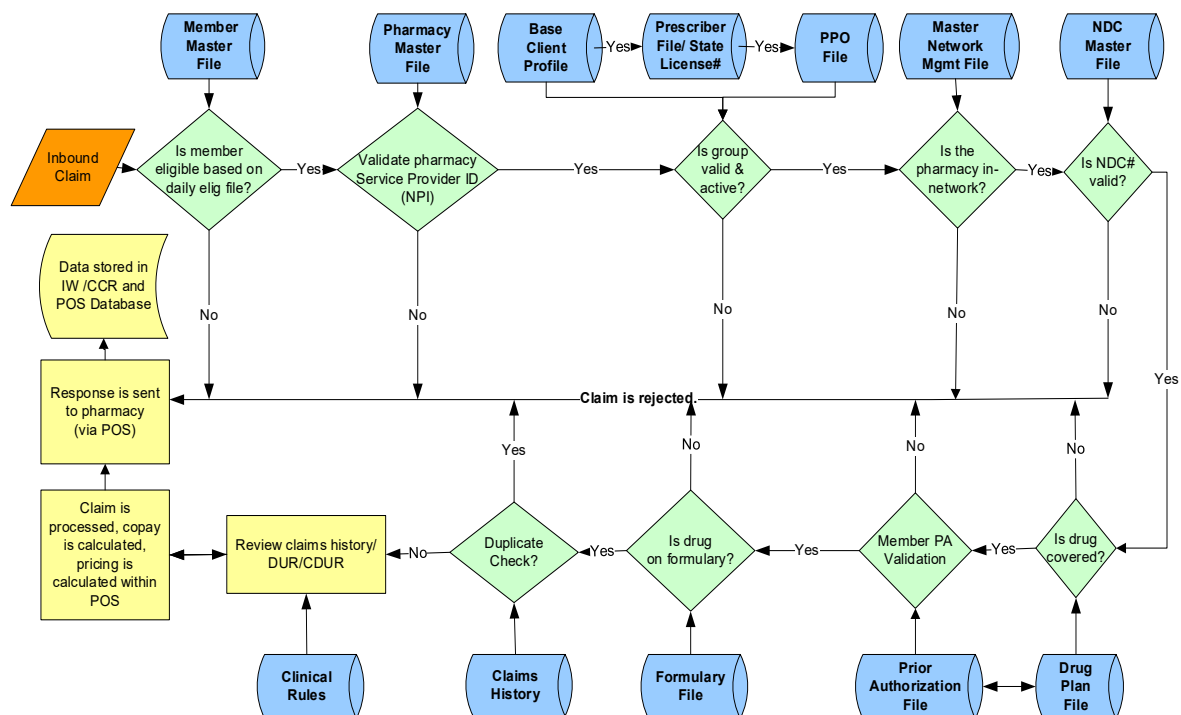 Member
Master
File
Pharmacy
Master
File
Base
Client
Profile
Yes
Prescriber
File/ State
License#
Yes
PPO
File
Master
Network
Mgmt File
NDC
Master
File
Inbound
Claim
Is member
eligible based on
daily elig file?
Yes
Validate pharmacy
Service Provider ID
(NPI)
Yes
Is group
valid &
active?
Yes
Is the
pharmacy in-
network?
Yes
Is NDC#
valid?
Data stored in
IW /CCR and
POS Database
No
No
No
No
No
Yes
Response is sent
to pharmacy
(via POS)
Claim is rejected.
Yes
No
No
No
Claim is
processed, copay
is calculated,
pricing is
calculated within
POS
Review claims history/
DUR/CDUR
No
Duplicate
Check?
Yes
Is drug
on formulary?
Yes
Member PA
Validation
Yes
Is drug
covered?
Clinical
Rules
Claims
History
Formulary
File
Prior
Authorization
File
Drug
Plan
File